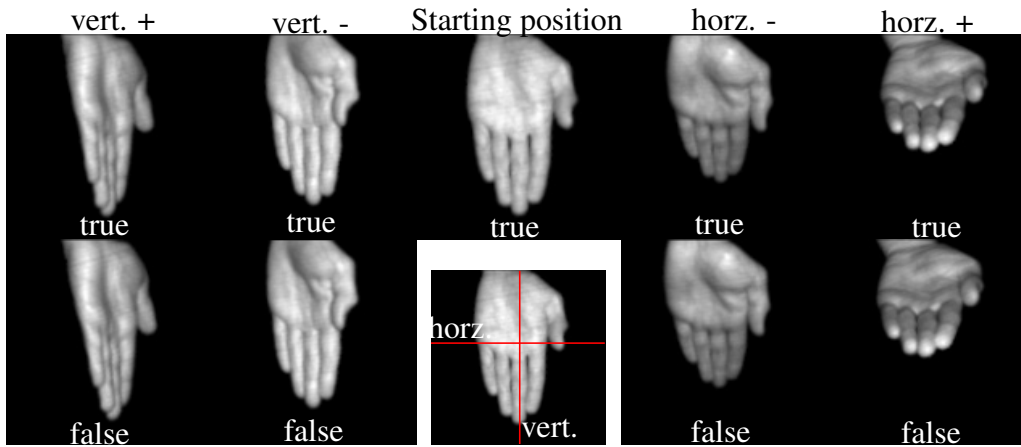 vert. + vert. - Starting position horz. - horz. +
true true true true true
horz.
vert.
false false false false